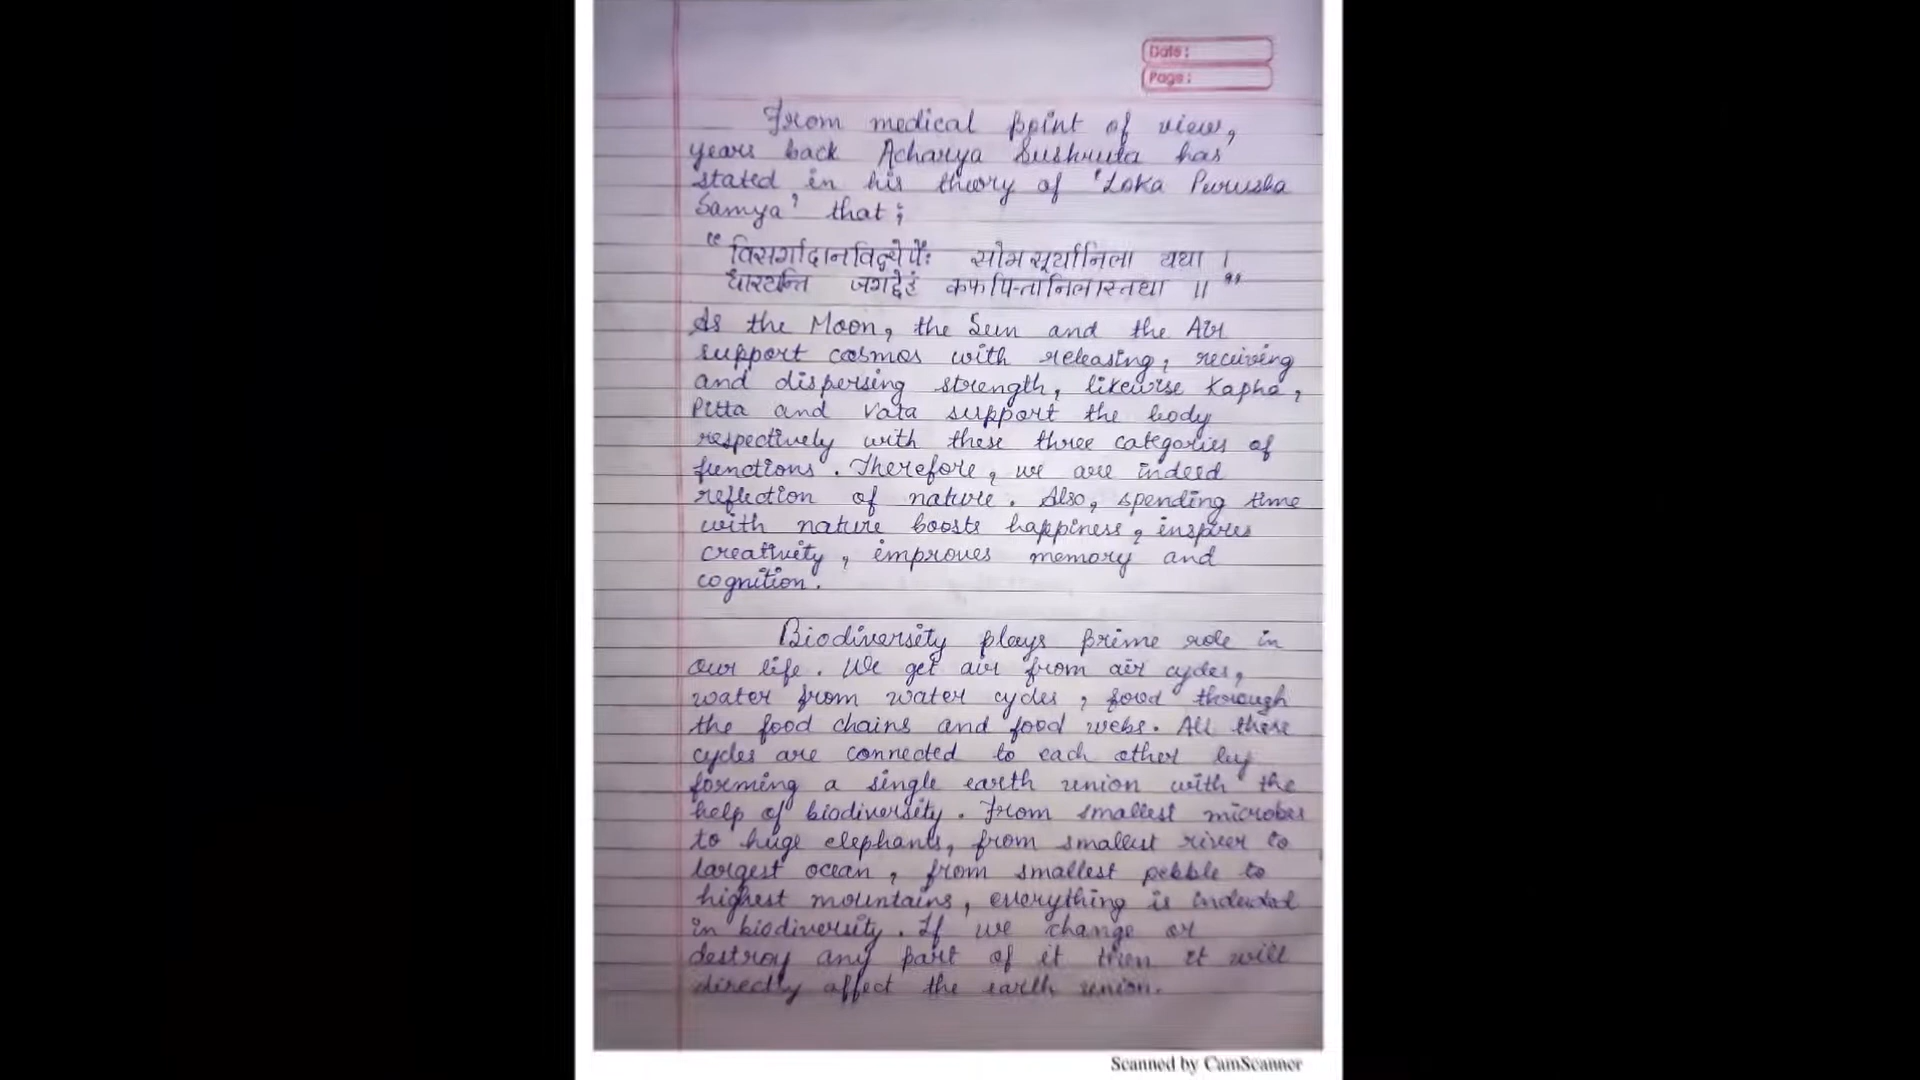 Date :
Page :
From medical point of view,
years back Acharya Sushruta has
stated in his theory of 'Loka Purusha
Samya' that ;
"विसर्गादानविक्षेपैः सोमसूर्यानिला यथा ।
धारयन्ति जगद्देहं कफपित्तानिलास्तथा ॥"
As the Moon, the Sun and the Air
support cosmos with releasing, receiving
and dispersing strength, likewise Kapha,
Pitta and Vata support the body
respectively with these three categories of
functions. Therefore, we are indeed
reflection of nature. Also, spending time
with nature boosts happiness, inspires
creativity, improves memory and
cognition.
Biodiversity plays prime role in
our life. We get air from air cycles,
water from water cycles, food through
the food chains and food webs. All these
cycles are connected to each other by
forming a single earth union with the
help of biodiversity. From smallest microbes
to huge elephants, from smallest river to
largest ocean, from smallest pebble to
highest mountains, everything is included
in biodiversity. If we change or
destroy any part of it then it will
directly affect the earth union.
Scanned by CamScanner